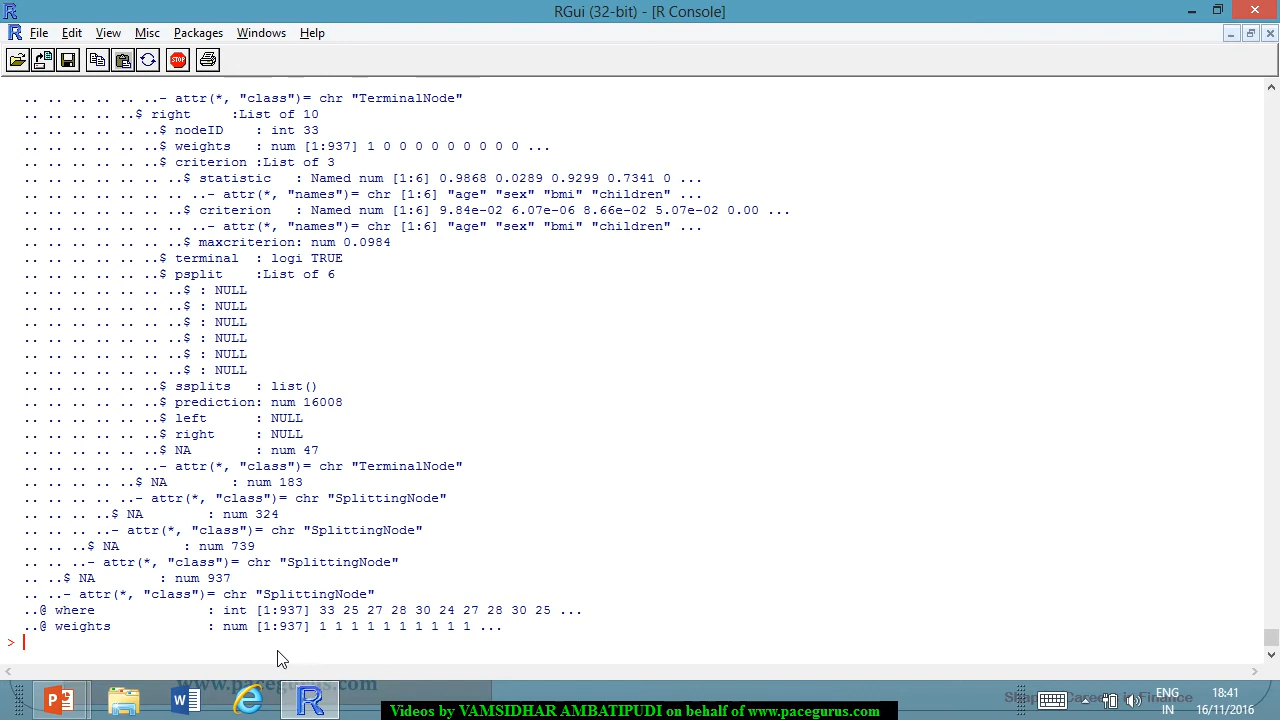 RGui (32-bit) - [R Console]
File Edit View Misc Packages Windows Help
STOP
.. .. .. .. .. ..- attr(*, "class")= chr "TerminalNode"
.. .. .. .. ..$ right     :List of 10
.. .. .. .. .. ..$ nodeID    : int 33
.. .. .. .. .. ..$ weights   : num [1:937] 1 0 0 0 0 0 0 0 0 0 ...
.. .. .. .. .. ..$ criterion :List of 3
.. .. .. .. .. .. ..$ statistic   : Named num [1:6] 0.9868 0.0289 0.9299 0.7341 0 ...
.. .. .. .. .. .. .. ..- attr(*, "names")= chr [1:6] "age" "sex" "bmi" "children" ...
.. .. .. .. .. .. ..$ criterion   : Named num [1:6] 9.84e-02 6.07e-06 8.66e-02 5.07e-02 0.00 ...
.. .. .. .. .. .. .. ..- attr(*, "names")= chr [1:6] "age" "sex" "bmi" "children" ...
.. .. .. .. .. .. ..$ maxcriterion: num 0.0984
.. .. .. .. .. ..$ terminal  : logi TRUE
.. .. .. .. .. ..$ psplit    :List of 6
.. .. .. .. .. .. ..$ : NULL
.. .. .. .. .. .. ..$ : NULL
.. .. .. .. .. .. ..$ : NULL
.. .. .. .. .. .. ..$ : NULL
.. .. .. .. .. .. ..$ : NULL
.. .. .. .. .. .. ..$ : NULL
.. .. .. .. .. ..$ ssplits   : list()
.. .. .. .. .. ..$ prediction: num 16008
.. .. .. .. .. ..$ left      : NULL
.. .. .. .. .. ..$ right     : NULL
.. .. .. .. .. ..$ NA        : num 47
.. .. .. .. .. ..- attr(*, "class")= chr "TerminalNode"
.. .. .. .. ..$ NA        : num 183
.. .. .. .. ..- attr(*, "class")= chr "SplittingNode"
.. .. .. ..$ NA        : num 324
.. .. .. ..- attr(*, "class")= chr "SplittingNode"
.. .. ..$ NA        : num 739
.. .. ..- attr(*, "class")= chr "SplittingNode"
.. ..$ NA        : num 937
.. ..- attr(*, "class")= chr "SplittingNode"
..@ where              : int [1:937] 33 25 27 28 30 24 27 28 30 25 ...
..@ weights            : num [1:937] 1 1 1 1 1 1 1 1 1 1 ...
>
www.pacegurus.com
ENG
IN
18:41
16/11/2016
Videos by VAMSIDHAR AMBATIPUDI on behalf of www.pacegurus.com